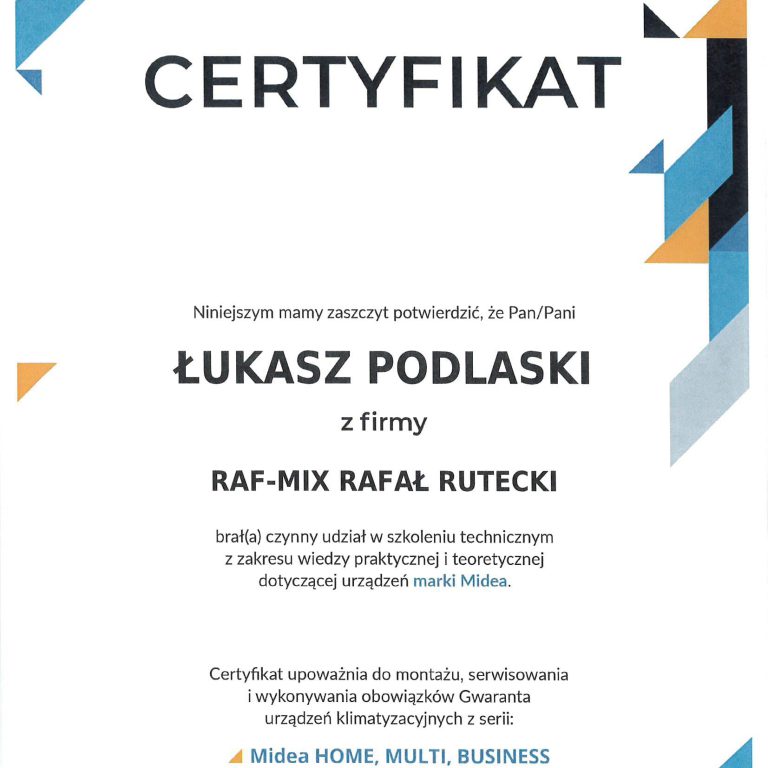 CERTYFIKAT
Niniejszym mamy zaszczyt potwierdzić, że Pan/Pani
ŁUKASZ PODLASKI
z firmy
RAF-MIX RAFAŁ RUTECKI
brał(a) czynny udział w szkoleniu technicznym
z zakresu wiedzy praktycznej i teoretycznej
dotyczącej urządzeń marki Midea.
Certyfikat upoważnia do montażu, serwisowania
i wykonywania obowiązków Gwaranta
urządzeń klimatyzacyjnych z serii:
Midea HOME, MULTI, BUSINESS